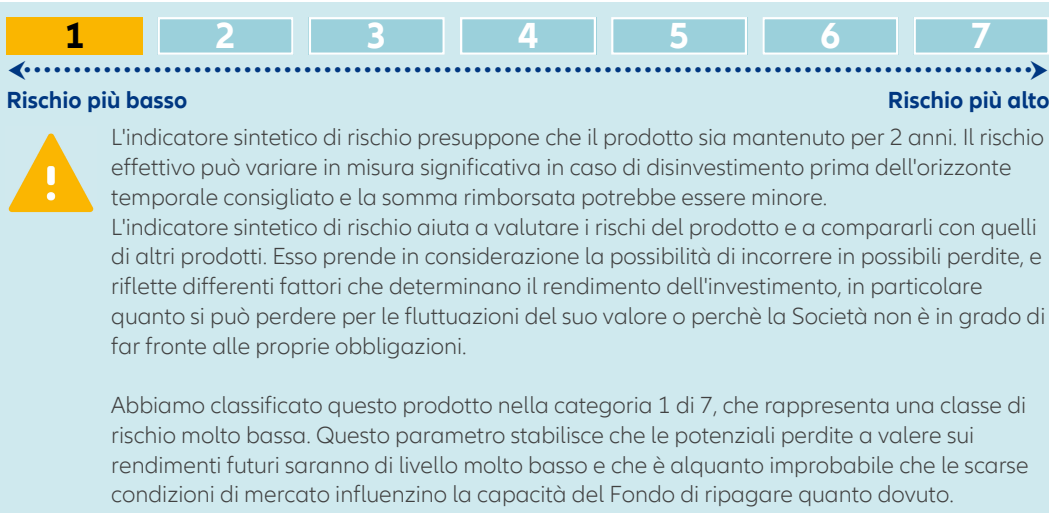 1 2 3 4 5 6 7
Rischio più basso Rischio più alto
L'indicatore sintetico di rischio presuppone che il prodotto sia mantenuto per 2 anni. Il rischio
effettivo può variare in misura significativa in caso di disinvestimento prima dell'orizzonte
temporale consigliato e la somma rimborsata potrebbe essere minore.
L'indicatore sintetico di rischio aiuta a valutare i rischi del prodotto e a compararli con quelli
di altri prodotti. Esso prende in considerazione la possibilità di incorrere in possibili perdite, e
riflette differenti fattori che determinano il rendimento dell'investimento, in particolare
quanto si può perdere per le fluttuazioni del suo valore o perchè la Società non è in grado di
far fronte alle proprie obbligazioni.
Abbiamo classificato questo prodotto nella categoria 1 di 7, che rappresenta una classe di
rischio molto bassa. Questo parametro stabilisce che le potenziali perdite a valere sui
rendimenti futuri saranno di livello molto basso e che è alquanto improbabile che le scarse
condizioni di mercato influenzino la capacità del Fondo di ripagare quanto dovuto.